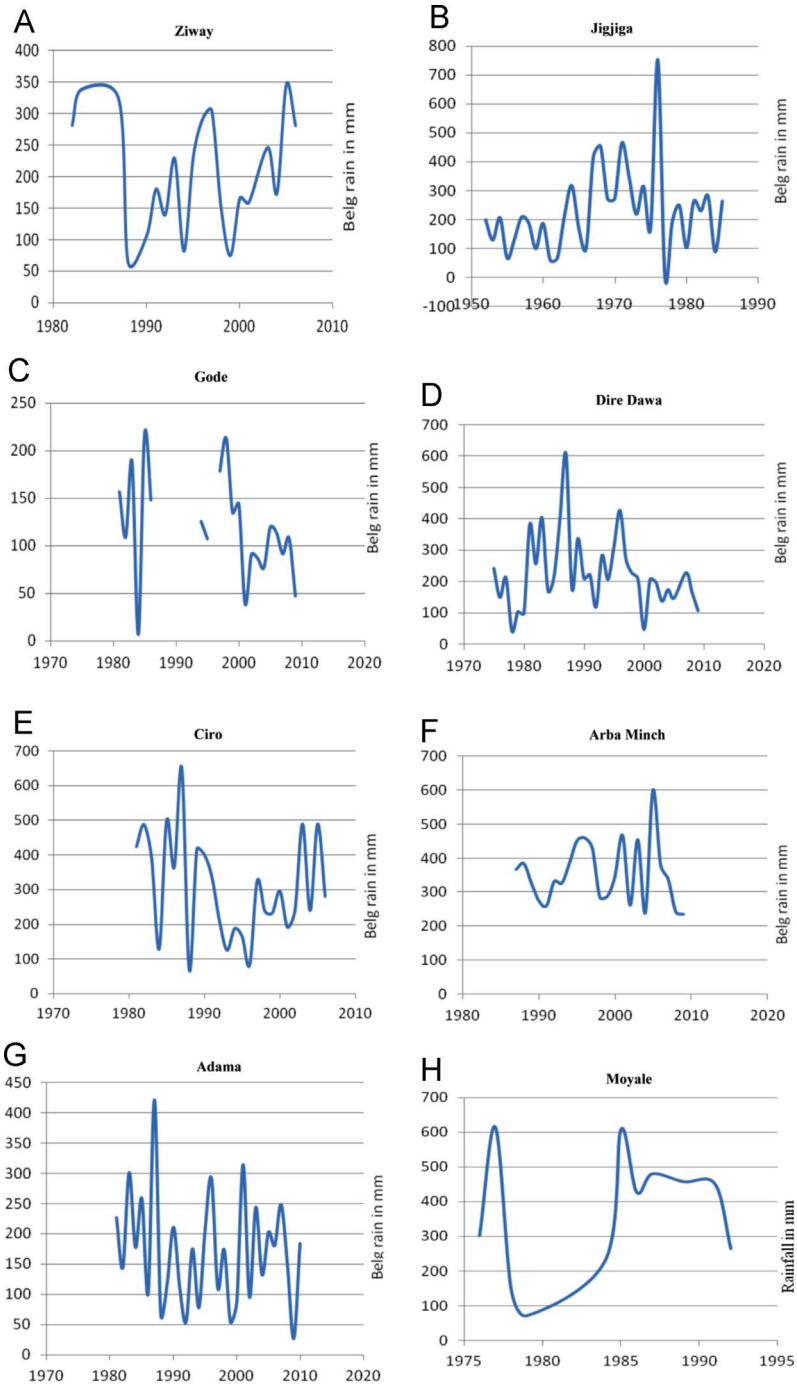 A
Ziway
400
350
300
250
200
150
100
50
0
1980 1990 2000 2010
Belg rain in mm
B
Jigjiga
800
700
600
500
400
300
200
100
0
-100
1950 1960 1970 1980 1990
Belg rain in mm
C
Gode
250
200
150
100
50
0
1970 1980 1990 2000 2010 2020
Belg rain in mm
D
Dire Dawa
700
600
500
400
300
200
100
0
1970 1980 1990 2000 2010 2020
Belg rain in mm
E
Ciro
700
600
500
400
300
200
100
0
1970 1980 1990 2000 2010
Belg rain in mm
F
Arba Minch
700
600
500
400
300
200
100
0
1980 1990 2000 2010 2020
Belg rain in mm
G
Adama
450
400
350
300
250
200
150
100
50
0
1970 1980 1990 2000 2010 2020
Belg rain in mm
H
Moyale
700
600
500
400
300
200
100
0
1975 1980 1985 1990 1995
Rainfall in mm